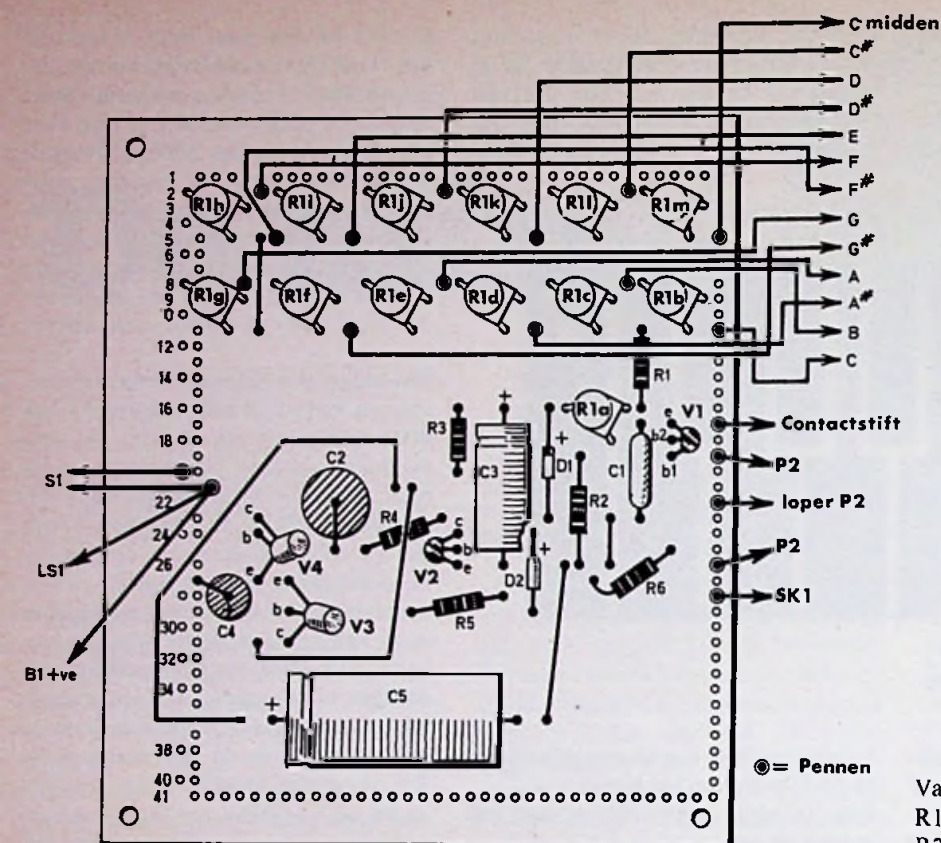 C midden
C#
D
D#
E
F
F#
G
G#
A
A#
B
C
1
2
3
4
5
6
7
8
9
10
12
14
16
18
22
24
26
30
32
34
38
40
41
R1h
R1i
R1j
R1k
R1l
R1m
R1g
R1f
R1e
R1d
R1c
R1b
R1
R1a
R3
+
C3
+
D1
C1
e
V1
b2
b1
R2
Contactstift
P2
loper P2
P2
SK1
S1
LS1
B1 +ve
C2
R4
c
b
e
V4
c
b
e
V2
+
D2
R6
C4
e
b
c
V3
R5
+
C5
= Pennen
Va
R1